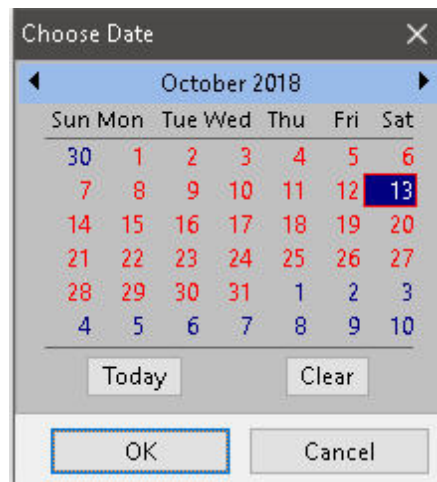 Choose Date
October 2018
Sun Mon Tue Wed Thu Fri Sat
30 1 2 3 4 5 6
7 8 9 10 11 12 13
14 15 16 17 18 19 20
21 22 23 24 25 26 27
28 29 30 31 1 2 3
4 5 6 7 8 9 10
Today Clear
OK Cancel